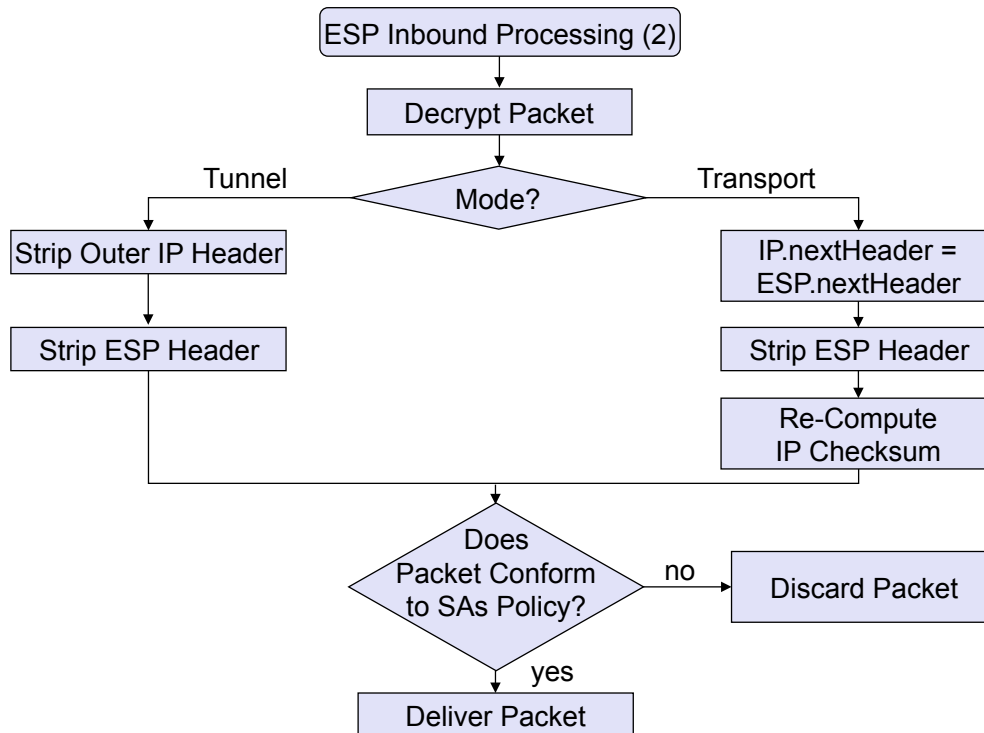 ESP Inbound Processing (2)
Decrypt Packet
Mode?
Tunnel
Transport
Strip Outer IP Header
Strip ESP Header
IP.nextHeader =
ESP.nextHeader
Strip ESP Header
Re-Compute
IP Checksum
Does
Packet Conform
to SAs Policy?
no
Discard Packet
yes
Deliver Packet